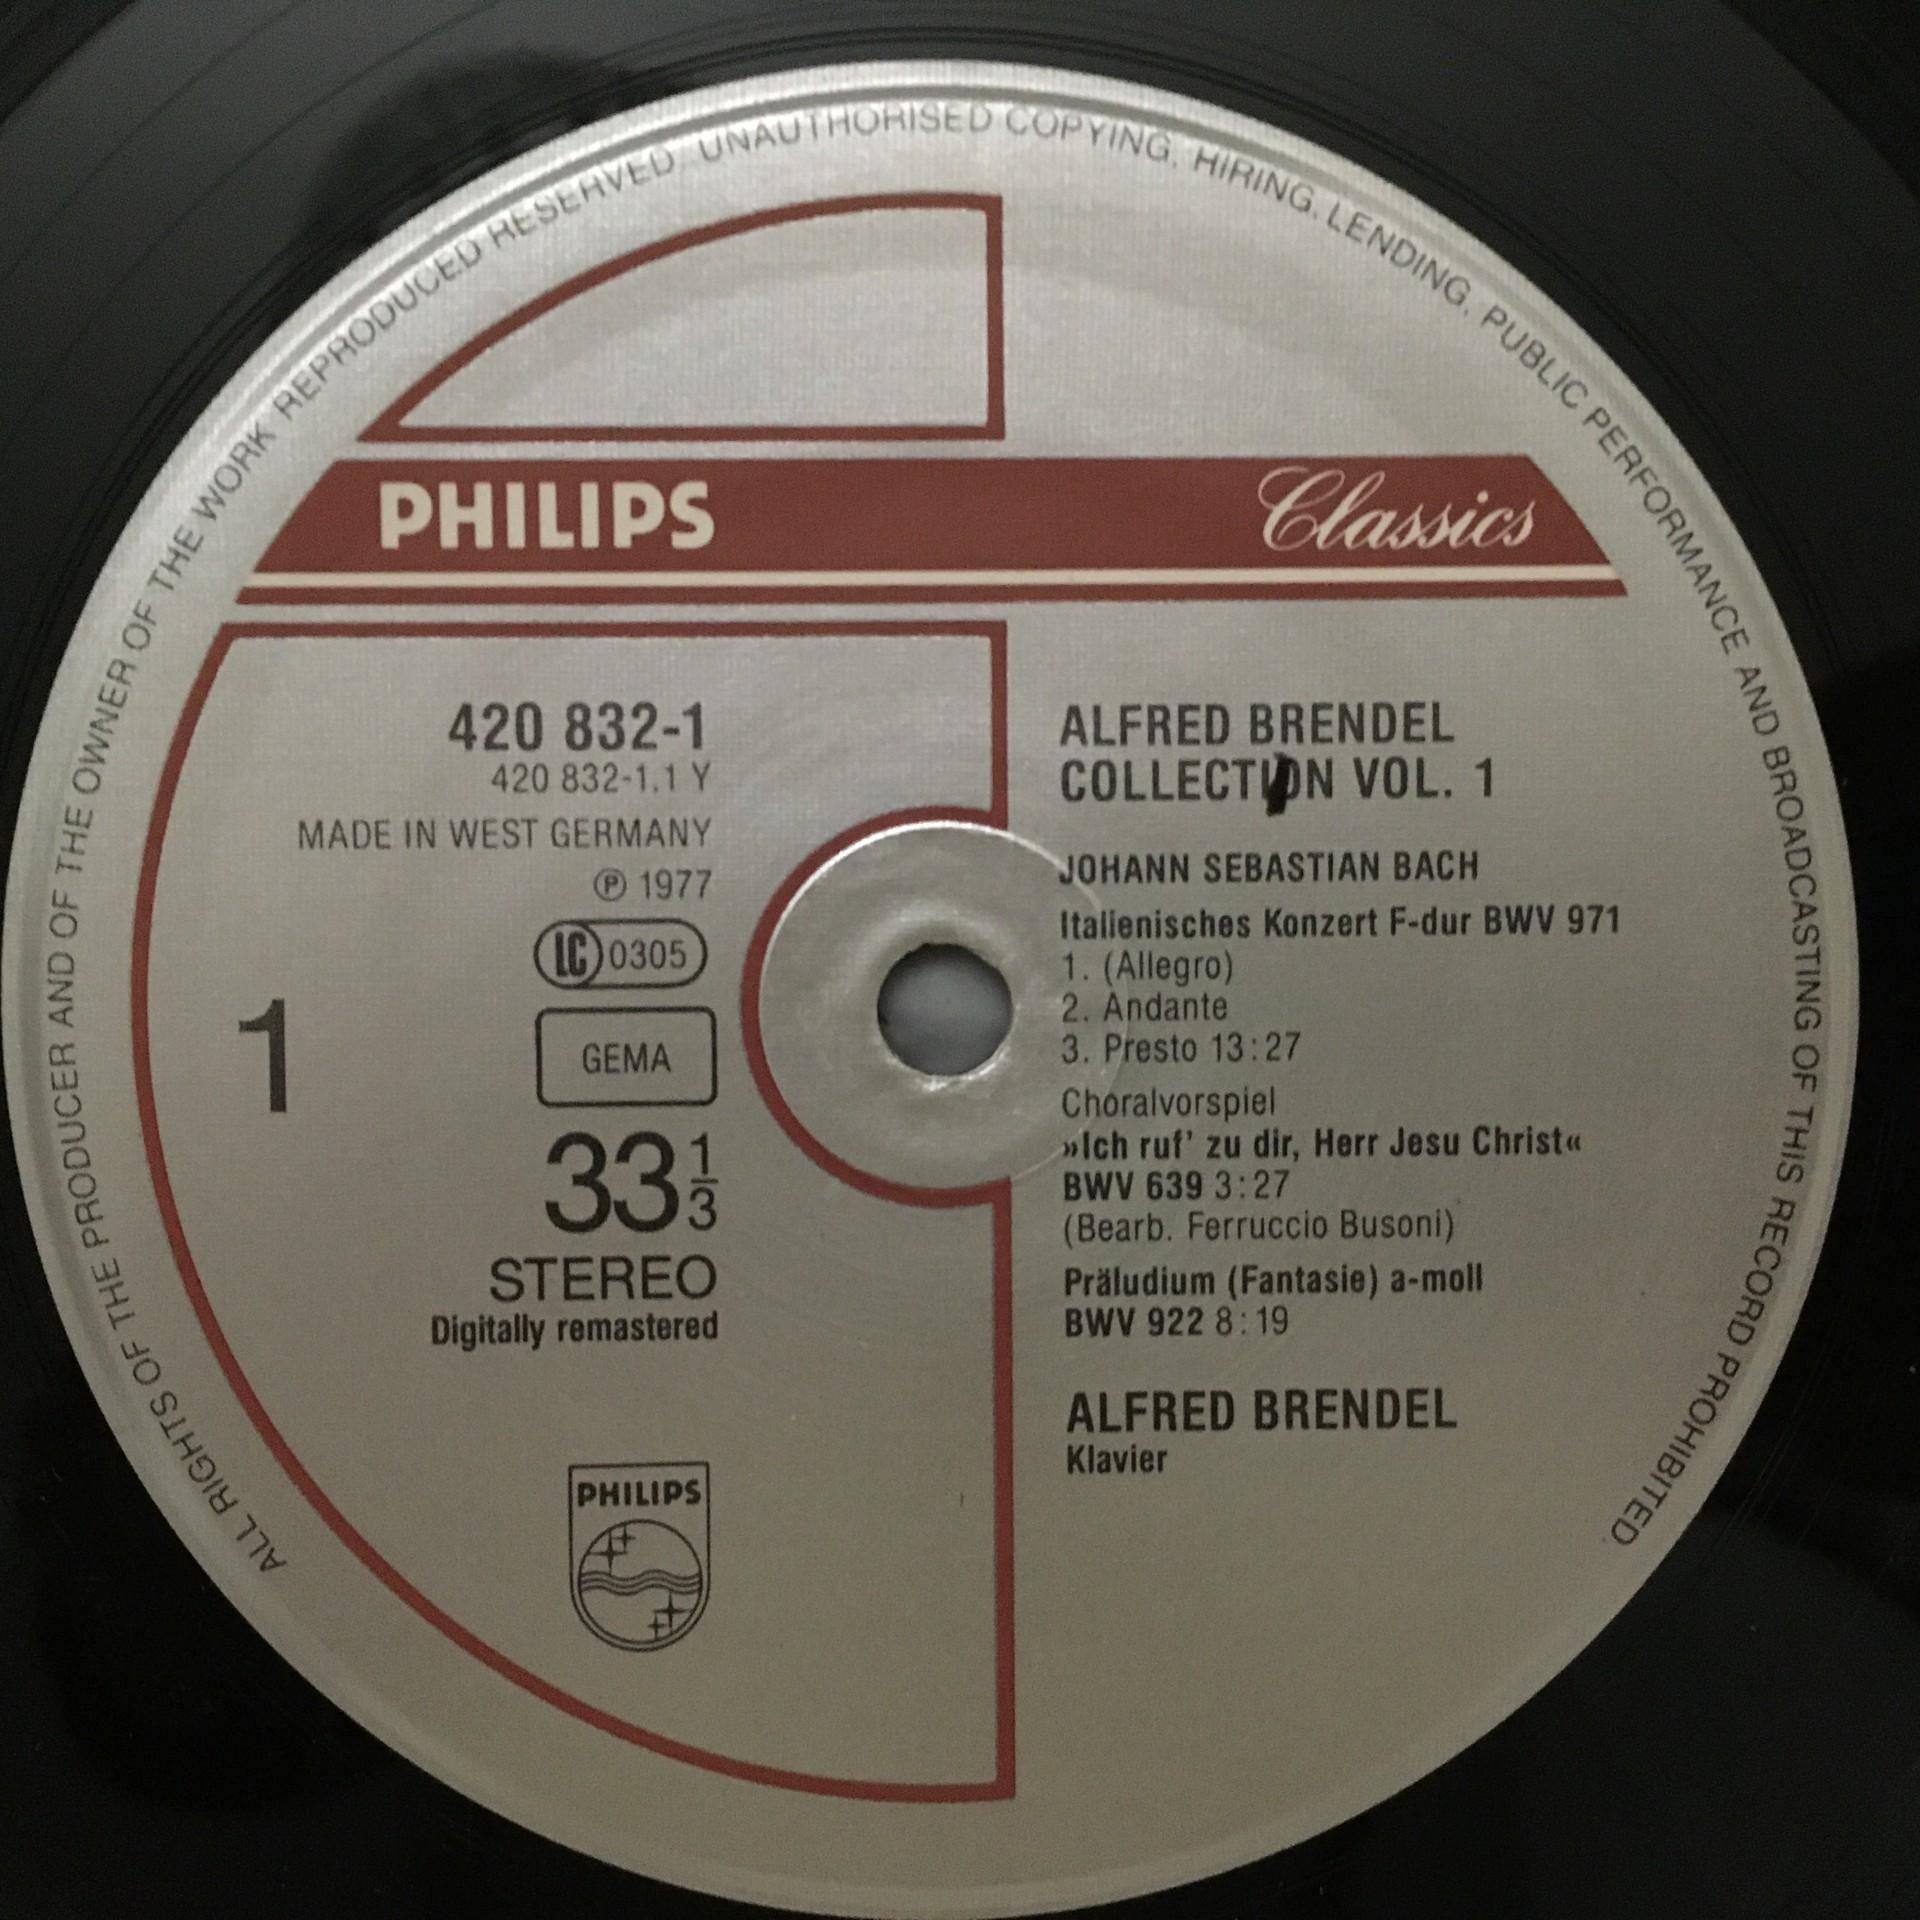 ALL RIGHTS OF THE PRODUCER AND OF THE OWNER OF THE WORK REPRODUCED RESERVED. UNAUTHORISED COPYING, HIRING, LENDING, PUBLIC PERFORMANCE AND BROADCASTING OF THIS RECORD PROHIBITED
PHILIPS
Classics
420 832-1
420 832-1.1 Y
MADE IN WEST GERMANY
℗ 1977
LC 0305
GEMA
1
33 1/3
STEREO
Digitally remastered
PHILIPS
ALFRED BRENDEL
COLLECTION VOL. 1
JOHANN SEBASTIAN BACH
Italienisches Konzert F-dur BWV 971
1. (Allegro)
2. Andante
3. Presto 13:27
Choralvorspiel
»Ich ruf' zu dir, Herr Jesu Christ«
BWV 639 3:27
(Bearb. Ferruccio Busoni)
Präludium (Fantasie) a-moll
BWV 922 8:19
ALFRED BRENDEL
Klavier